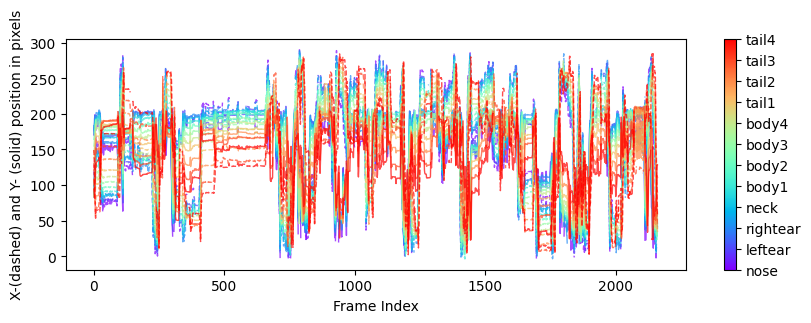 X-(dashed) and Y- (solid) position in pixels
300
250
200
150
100
50
0
0
500
1000
1500
2000
Frame Index
tail4
tail3
tail2
tail1
body4
body3
body2
body1
neck
rightear
leftear
nose